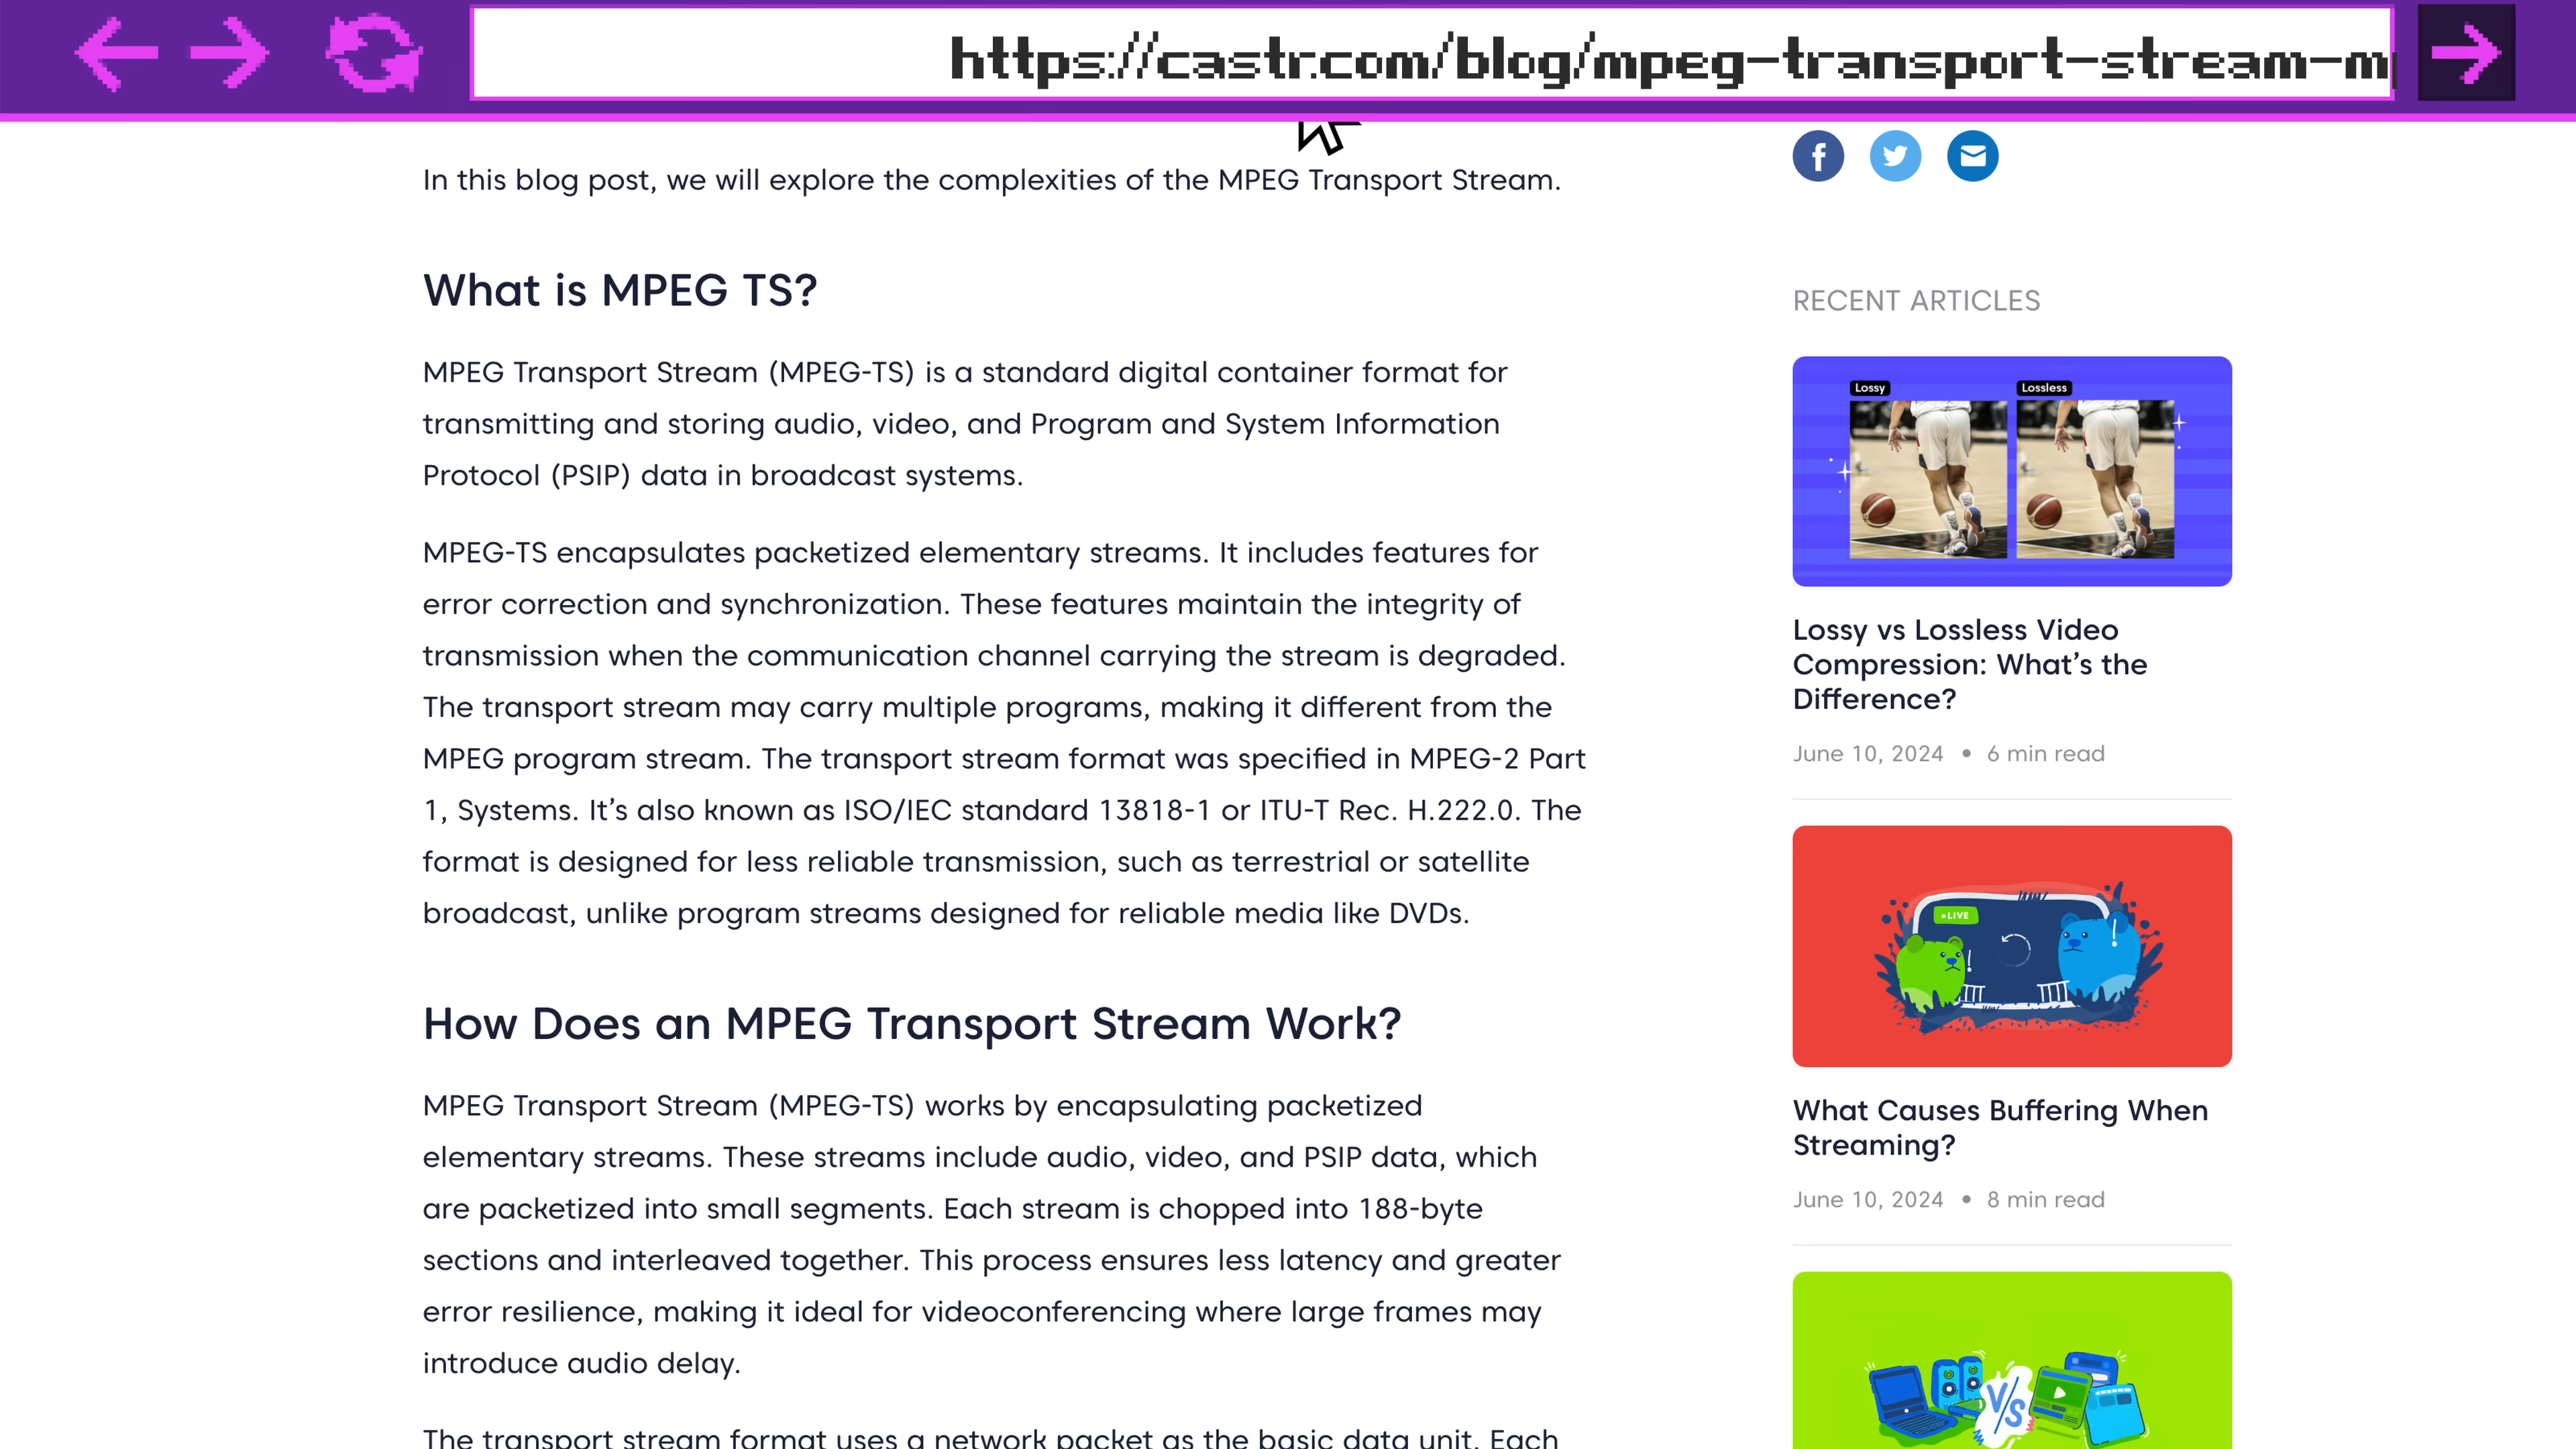 https://castr.com/blog/mpeg-transport-stream-m
In this blog post, we will explore the complexities of the MPEG Transport Stream.
What is MPEG TS?
MPEG Transport Stream (MPEG-TS) is a standard digital container format for
transmitting and storing audio, video, and Program and System Information
Protocol (PSIP) data in broadcast systems.
MPEG-TS encapsulates packetized elementary streams. It includes features for
error correction and synchronization. These features maintain the integrity of
transmission when the communication channel carrying the stream is degraded.
The transport stream may carry multiple programs, making it different from the
MPEG program stream. The transport stream format was specified in MPEG-2 Part
1, Systems. It’s also known as ISO/IEC standard 13818-1 or ITU-T Rec. H.222.0. The
format is designed for less reliable transmission, such as terrestrial or satellite
broadcast, unlike program streams designed for reliable media like DVDs.
How Does an MPEG Transport Stream Work?
MPEG Transport Stream (MPEG-TS) works by encapsulating packetized
elementary streams. These streams include audio, video, and PSIP data, which
are packetized into small segments. Each stream is chopped into 188-byte
sections and interleaved together. This process ensures less latency and greater
error resilience, making it ideal for videoconferencing where large frames may
introduce audio delay.
The transport stream format uses a network packet as the basic data unit. Each
RECENT ARTICLES
Lossy
Lossless
Lossy vs Lossless Video
Compression: What’s the
Difference?
June 10, 2024 • 6 min read
LIVE
What Causes Buffering When
Streaming?
June 10, 2024 • 8 min read
V/S